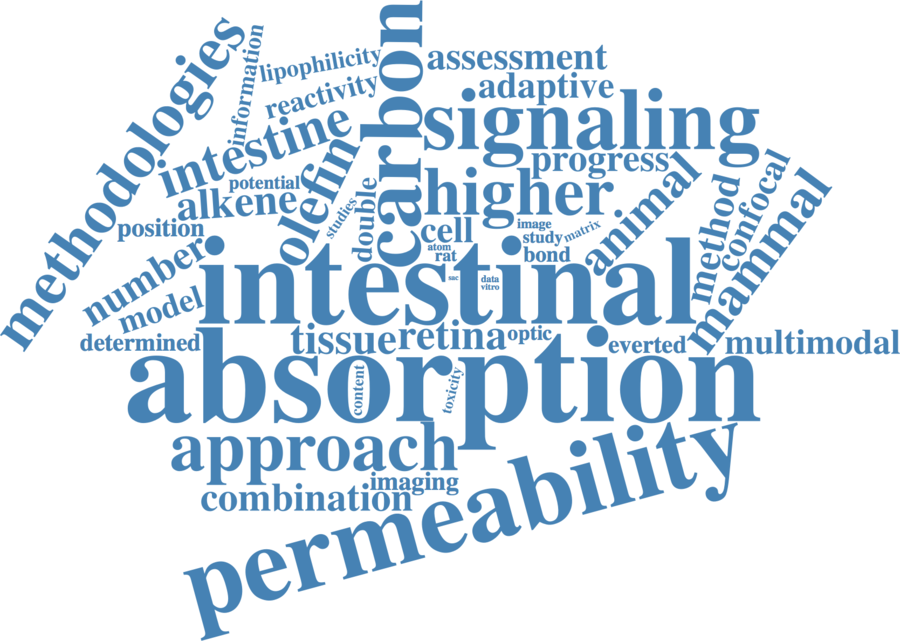 methodologies
information
lipophilicity
carbon
assessment
reactivity
adaptive
intestine
signaling
olefin
progress
potential
alkene
higher
animal
method
confocal
mammal
position
studies
double
cell
image
study
matrix
number
atom
rat
bond
intestinal
sac
data
vitro
model
determined
tissue
retina
optic
everted
multimodal
absorption
content
toxicity
approach
imaging
combination
permeability